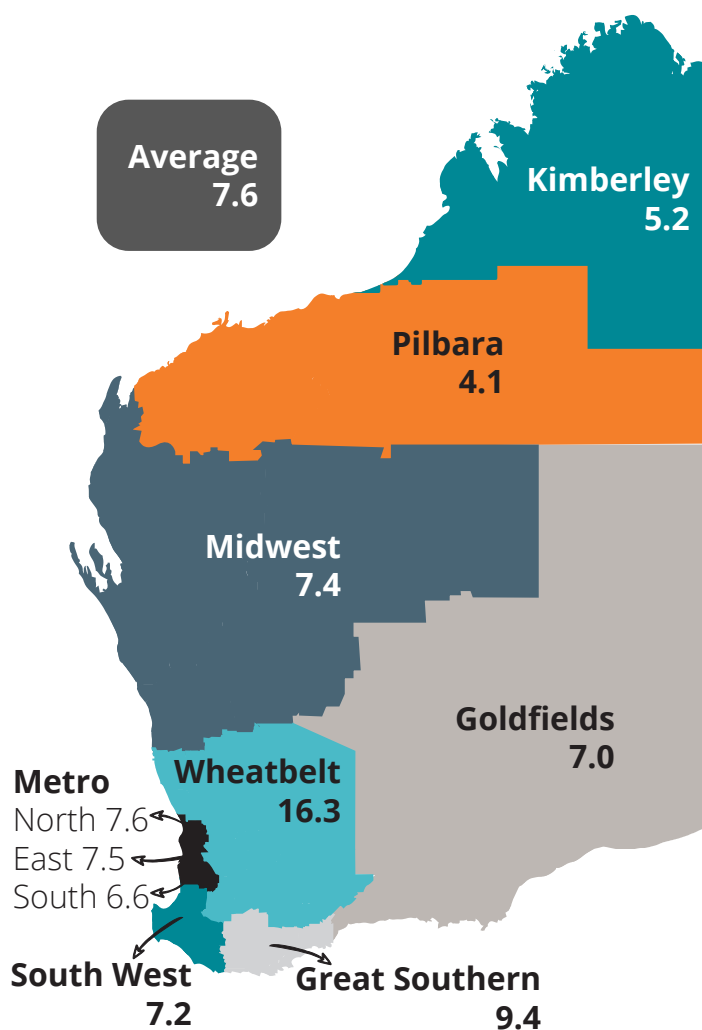 Average
7.6
Kimberley
5.2
Pilbara
4.1
Midwest
7.4
Goldfields
7.0
Wheatbelt
16.3
Metro
North 7.6
East 7.5
South 6.6
South West
7.2
Great Southern
9.4